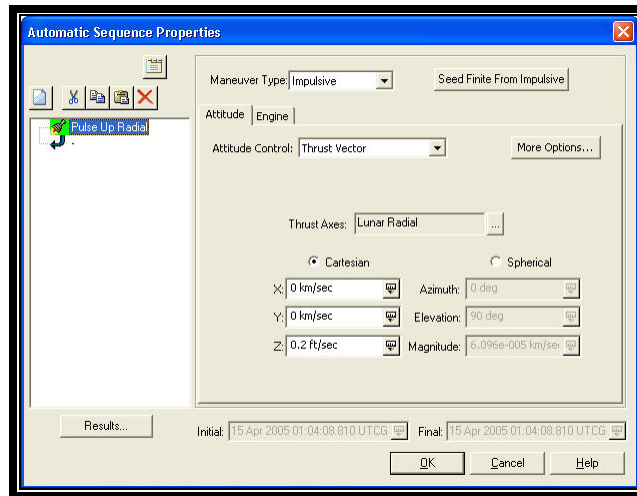 Automatic Sequence Properties
Maneuver Type: Impulsive
Seed Finite From Impulsive
Pulse Up Radial
.
Attitude
Engine
Attitude Control: Thrust Vector
More Options...
Thrust Axes: Lunar Radial
...
Cartesian
Spherical
X: 0 km/sec
Azimuth: 0 deg
Y: 0 km/sec
Elevation: 90 deg
Z: 0.2 ft/sec
Magnitude: 6.096e-005 km/se
Results...
Initial: 15 Apr 2005 01:04:08.810 UTCG
Final: 15 Apr 2005 01:04:08.810 UTCG
OK
Cancel
Help